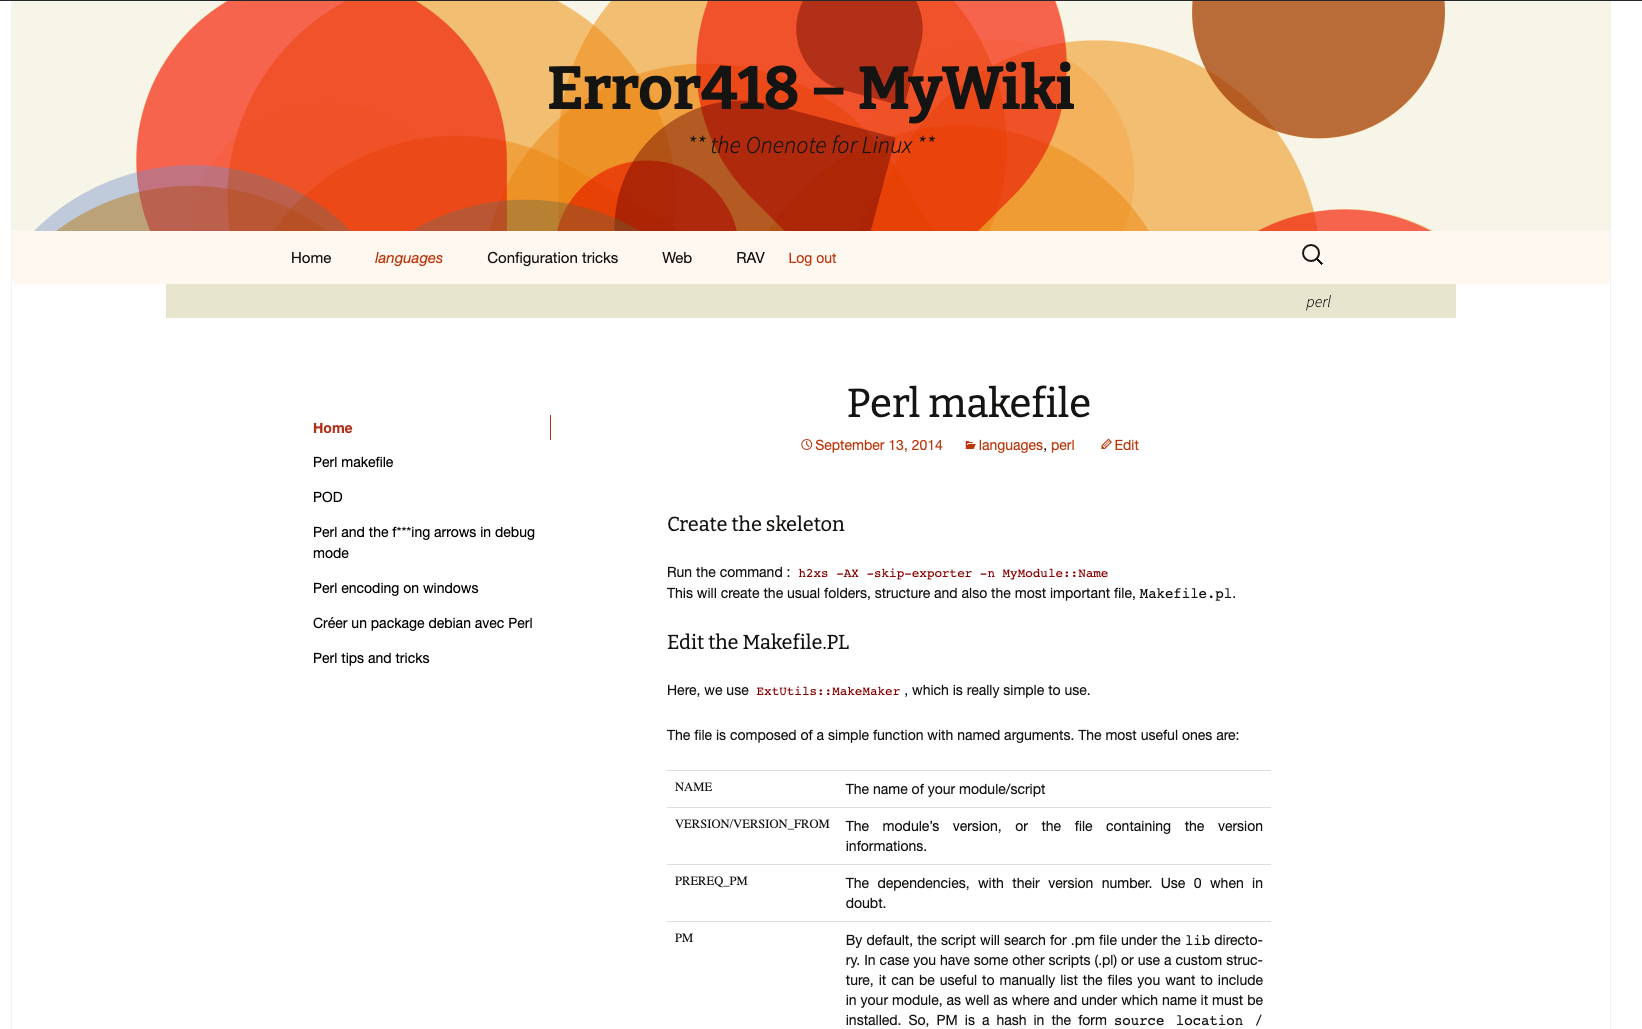 Error418 – MyWiki
** the Onenote for Linux **
Home languages Configuration tricks Web RAV Log out
perl
Home
Perl makefile
POD
Perl and the f***ing arrows in debug
mode
Perl encoding on windows
Créer un package debian avec Perl
Perl tips and tricks
Perl makefile
September 13, 2014 languages, perl Edit
Create the skeleton
Run the command : h2xs -AX -skip-exporter -n MyModule::Name
This will create the usual folders, structure and also the most important file, Makefile.pl.
Edit the Makefile.PL
Here, we use ExtUtils::MakeMaker , which is really simple to use.
The file is composed of a simple function with named arguments. The most useful ones are:
NAME The name of your module/script
VERSION/VERSION_FROM The module’s version, or the file containing the version
informations.
PREREQ_PM The dependencies, with their version number. Use 0 when in
doubt.
PM By default, the script will search for .pm file under the lib directo-
ry. In case you have some other scripts (.pl) or use a custom struc-
ture, it can be useful to manually list the files you want to include
in your module, as well as where and under which name it must be
installed. So, PM is a hash in the form source location /